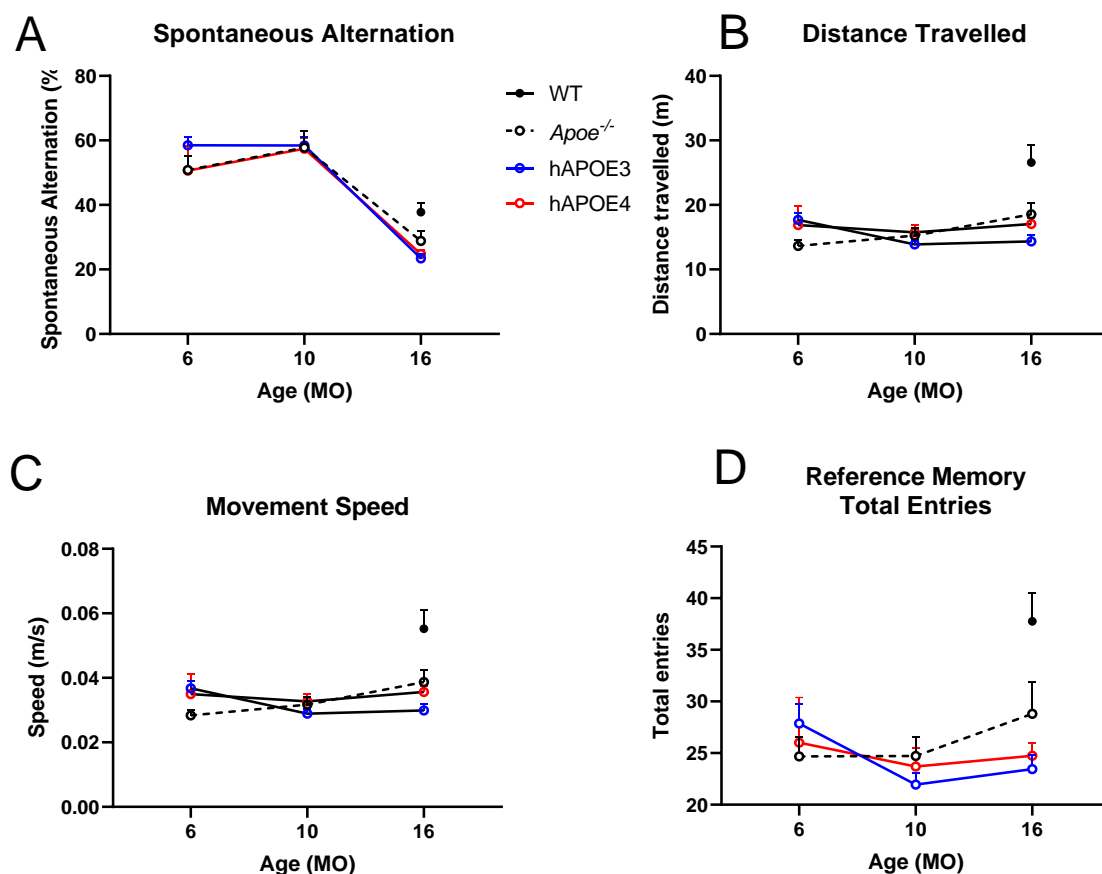 A
Spontaneous Alternation
Spontaneous Alternation (%
80
60
40
20
0
6
10
16
Age (MO)
WT
Apoe-/-
hAPOE3
hAPOE4
B
Distance Travelled
Distance travelled (m)
40
30
20
10
0
6
10
16
Age (MO)
C
Movement Speed
Speed (m/s)
0.08
0.06
0.04
0.02
0.00
6
10
16
Age (MO)
D
Reference Memory
Total Entries
Total entries
45
40
35
30
25
20
6
10
16
Age (MO)